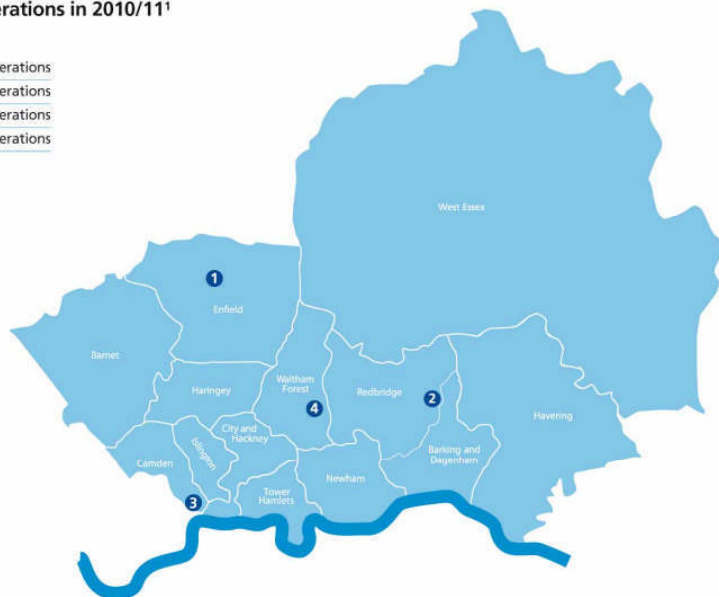 erations in 2010/11¹
erations
erations
erations
erations
West Essex
1
Enfield
Barnet
Haringey
Waltham
Forest
4
Redbridge
2
Havering
City and
Hackney
Islington
Camden
Barking and
Dagenham
Newham
Tower
Hamlets
3